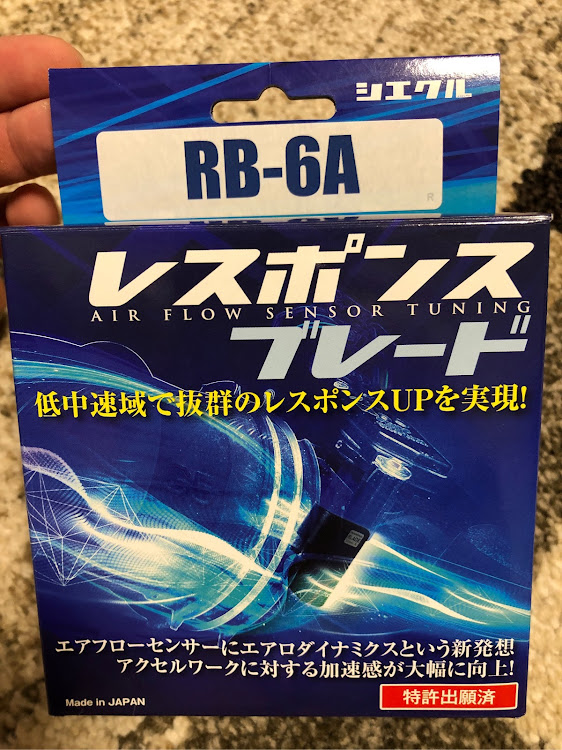 シエクル
RB-6A
R
レスポンス
AIR FLOW SENSOR TUNING
ブレード
低中速域で抜群のレスポンスUPを実現!
エアフローセンサーにエアロダイナミクスという新発想
アクセルワークに対する加速感が大幅に向上!
Made in JAPAN
特許出願済